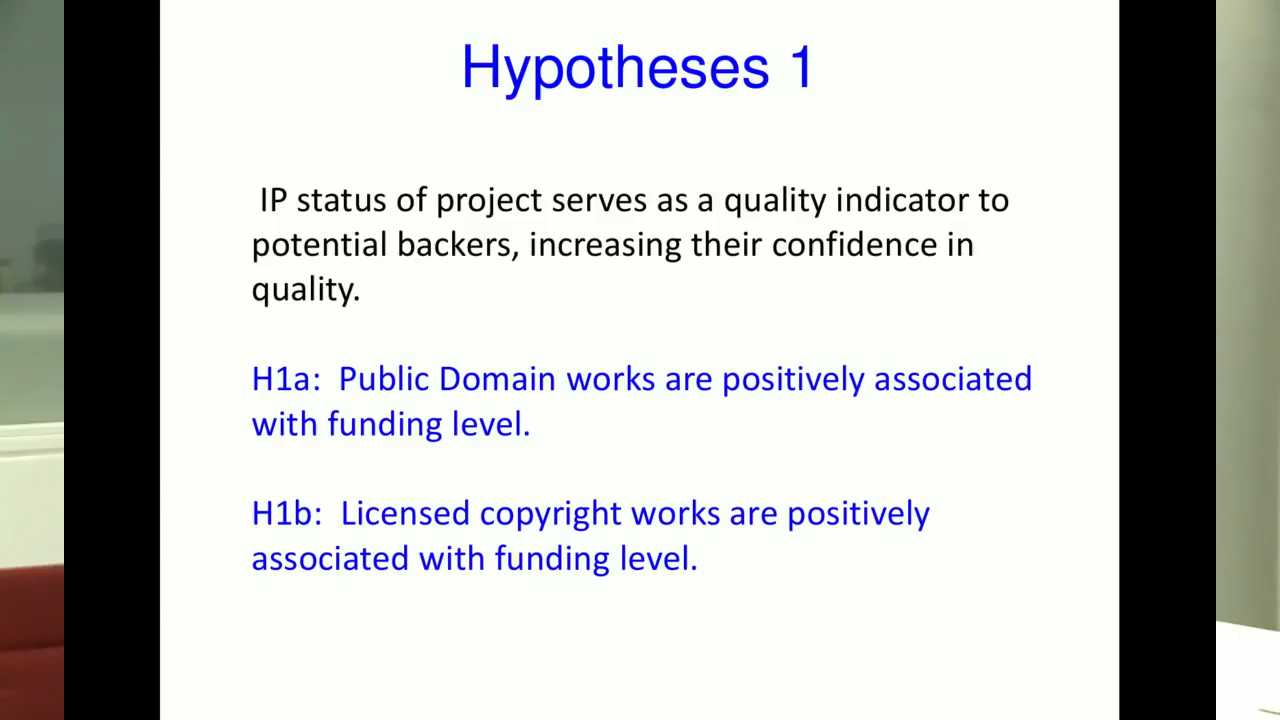 Hypotheses 1
IP status of project serves as a quality indicator to
potential backers, increasing their confidence in
quality.
H1a: Public Domain works are positively associated
with funding level.
H1b: Licensed copyright works are positively
associated with funding level.